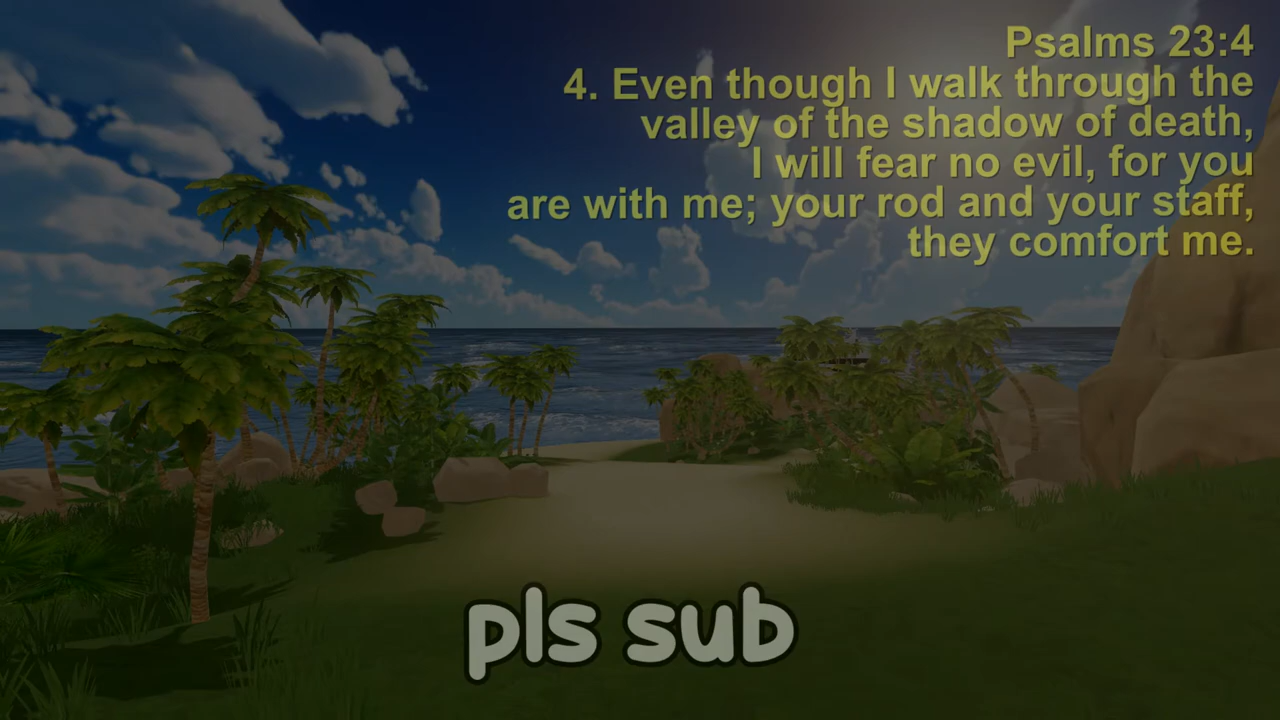 Psalms 23:4
4. Even though I walk through the
valley of the shadow of death,
I will fear no evil, for you
are with me; your rod and your staff,
they comfort me.
pls sub